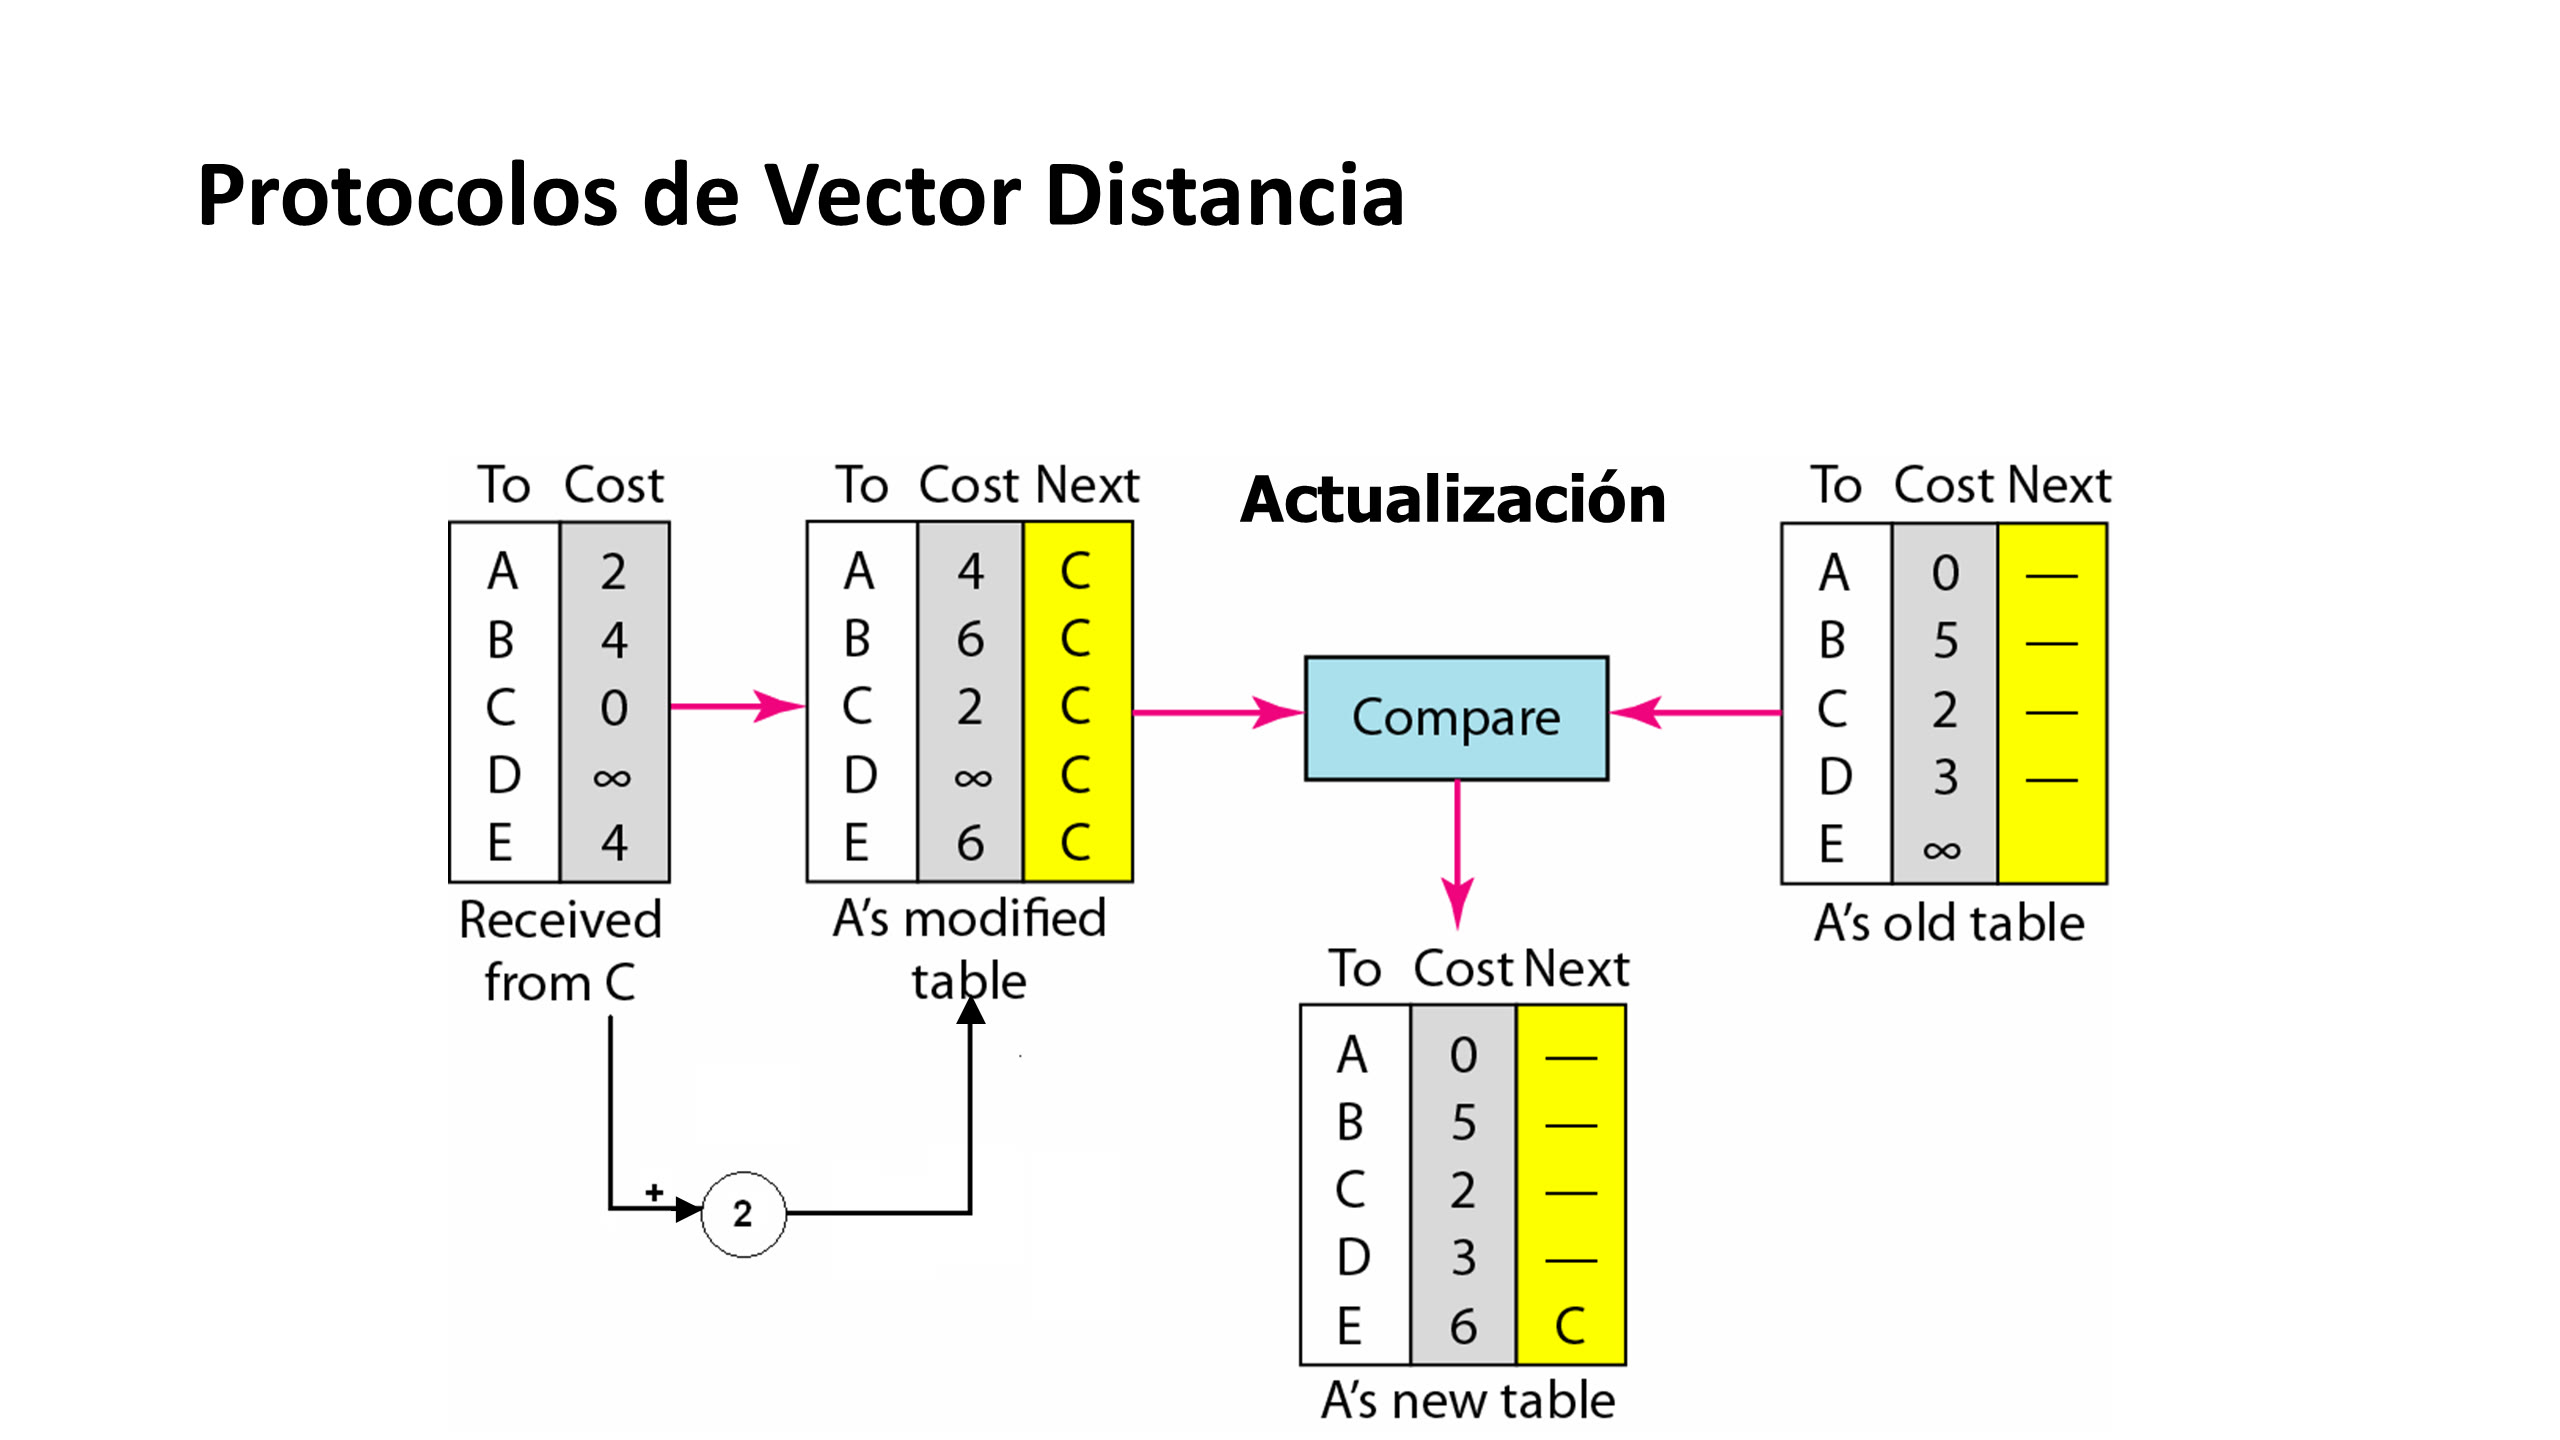 Protocolos de Vector Distancia
Actualización
To Cost
A 2
B 4
C 0
D ∞
E 4
Received
from C
To Cost Next
A 4 C
B 6 C
C 2 C
D ∞ C
E 6 C
A's modified
table
+
2
Compare
To Cost Next
A 0 —
B 5 —
C 2 —
D 3 —
E ∞
A's old table
To Cost Next
A 0 —
B 5 —
C 2 —
D 3 —
E 6 C
A's new table